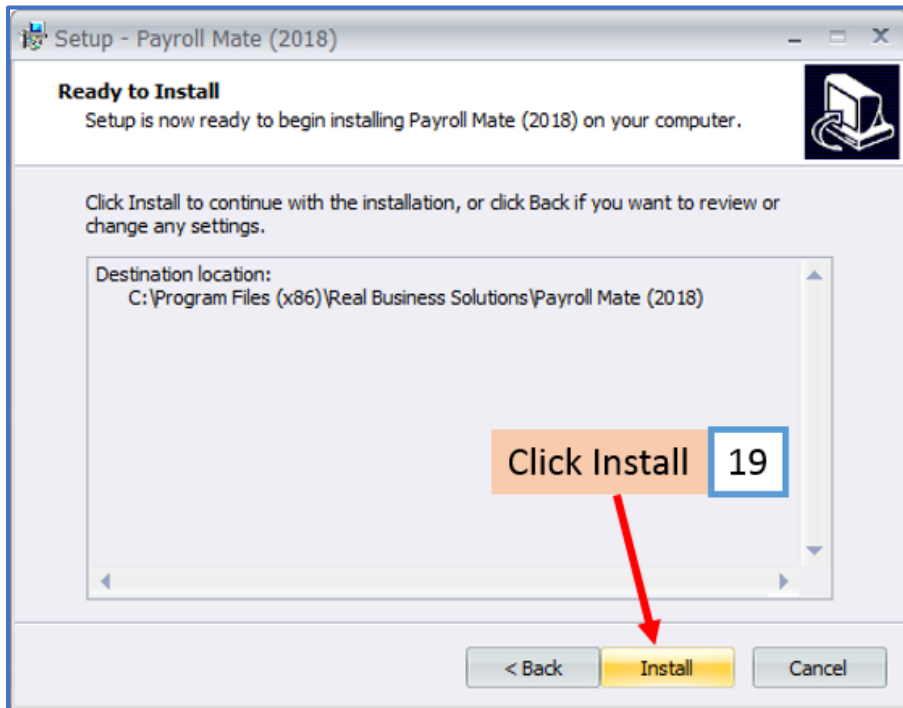 Setup - Payroll Mate (2018)
Ready to Install
Setup is now ready to begin installing Payroll Mate (2018) on your computer.
Click Install to continue with the installation, or click Back if you want to review or
change any settings.
Destination location:
C:\Program Files (x86)\Real Business Solutions\Payroll Mate (2018)
Click Install 19
< Back Install Cancel